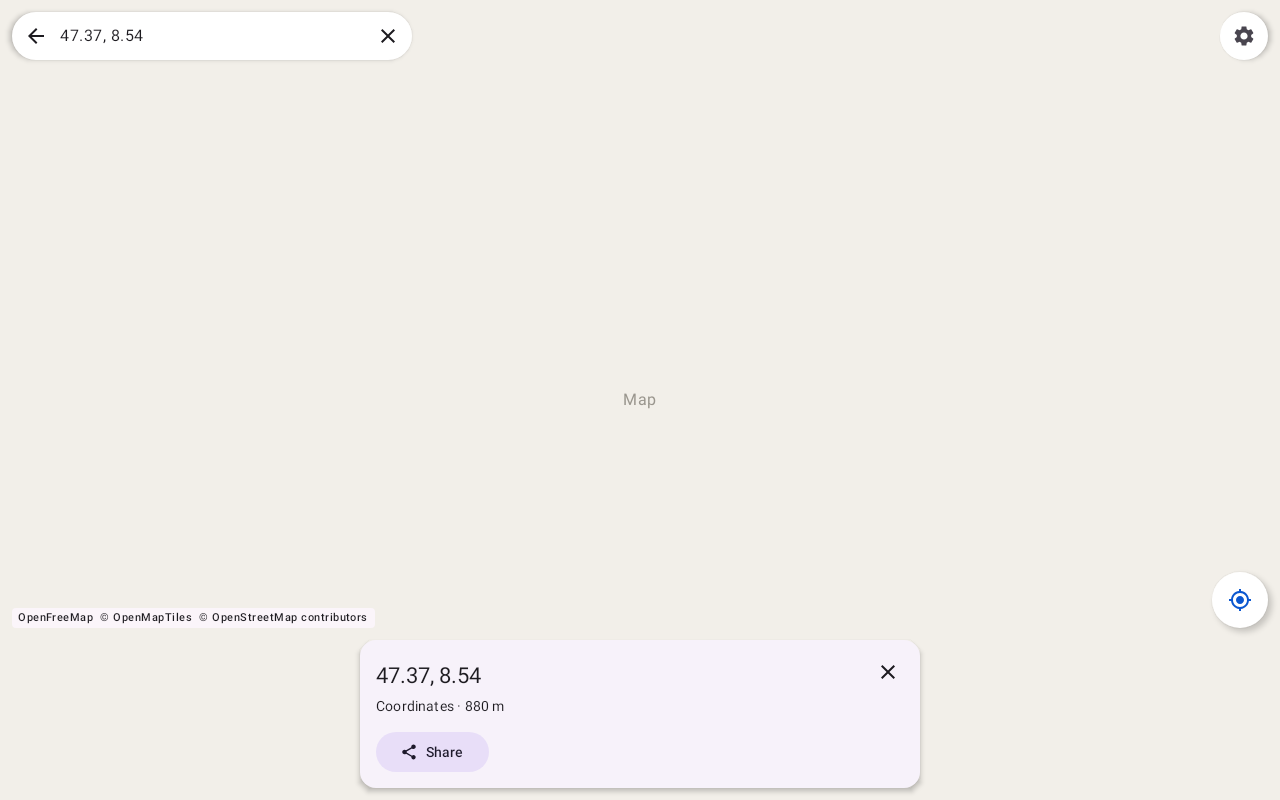 47.37, 8.54
Map
OpenFreeMap © OpenMapTiles © OpenStreetMap contributors
47.37, 8.54
Coordinates · 880 m
Share